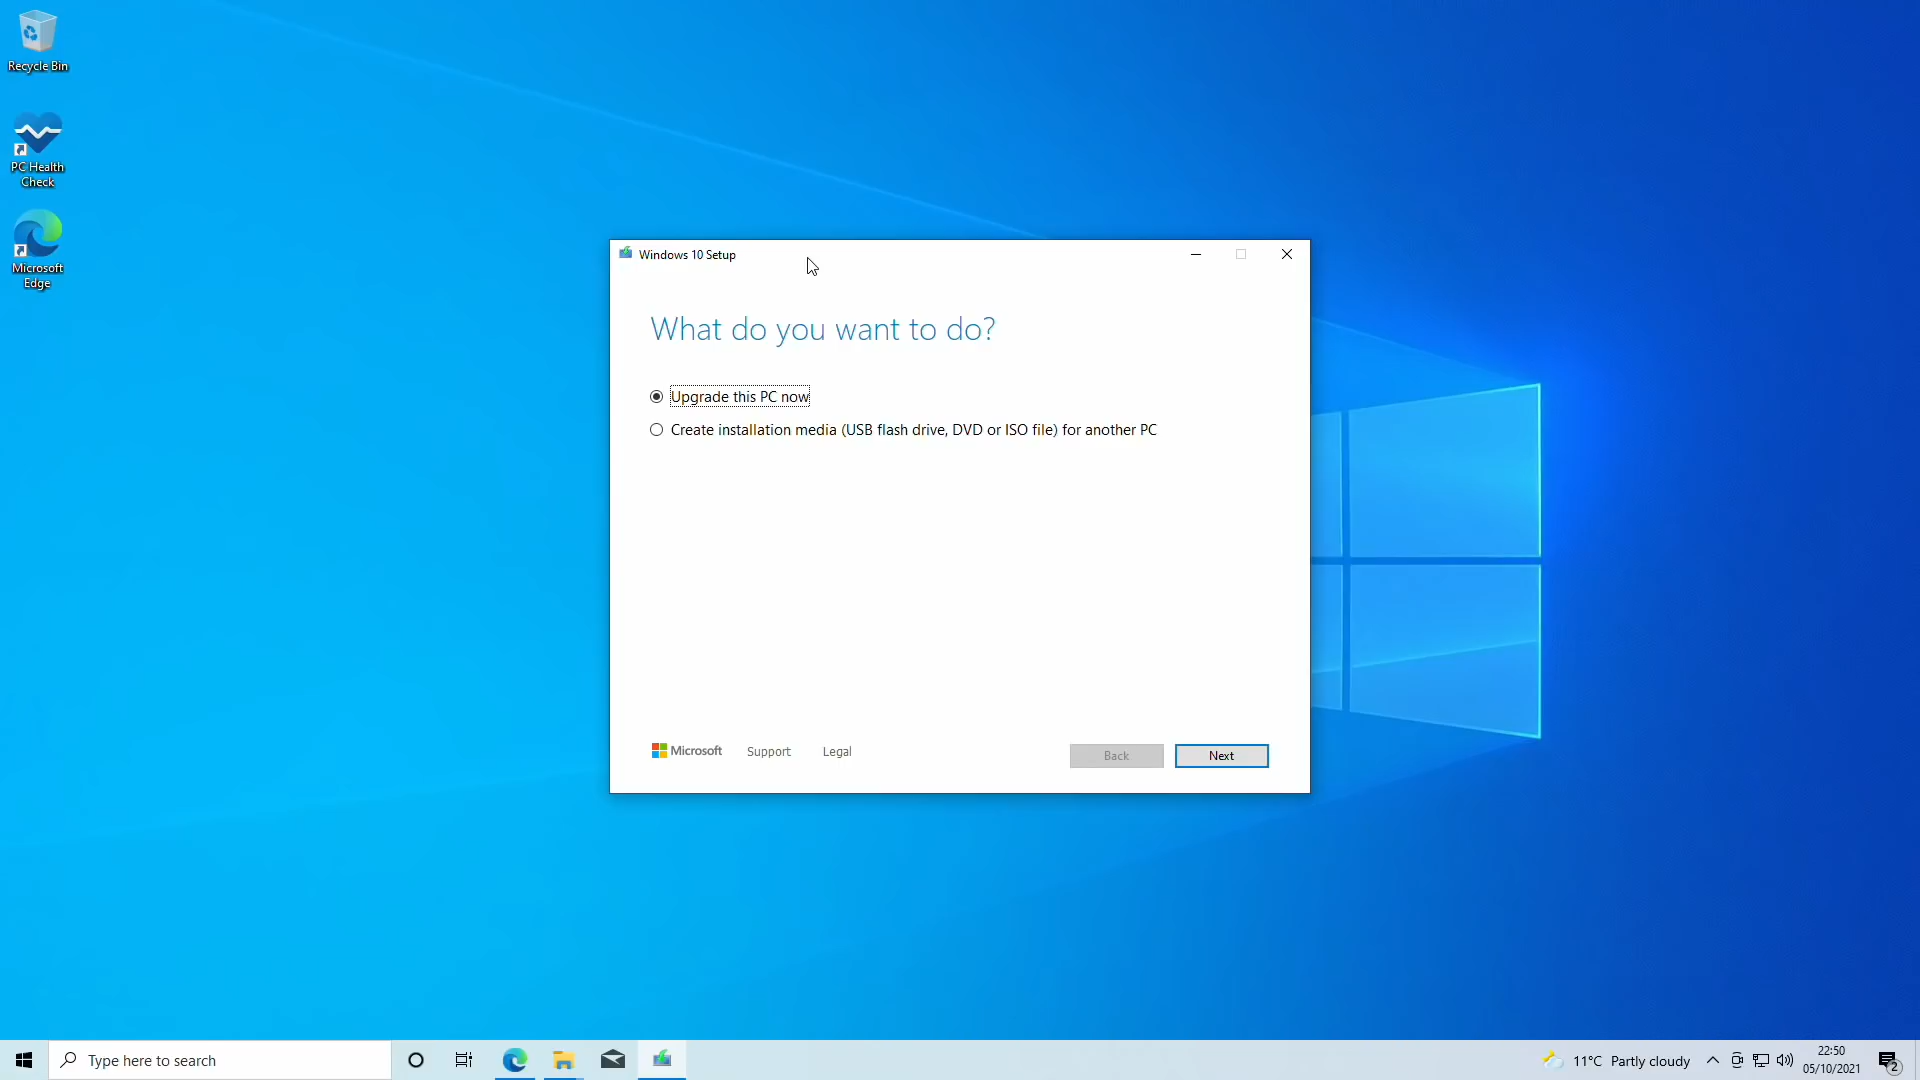 Recycle Bin
PC Health
Check
Microsoft
Edge
Windows 10 Setup
What do you want to do?
Upgrade this PC now
Create installation media (USB flash drive, DVD or ISO file) for another PC
Microsoft
Support
Legal
Back
Next
Type here to search
11°C Partly cloudy
22:50
05/10/2021
2